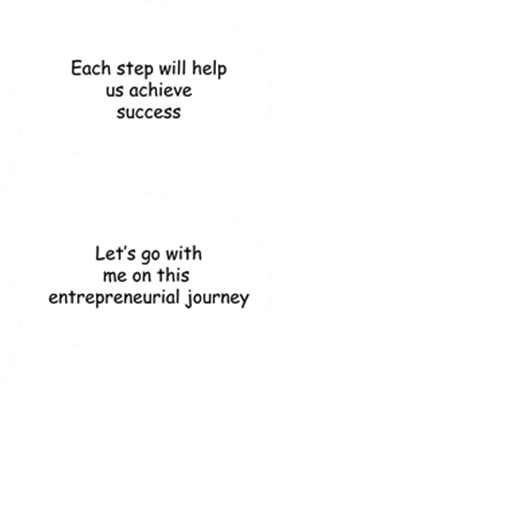 Each step will help
us achieve
success
Let's go with
me on this
entrepreneurial journey